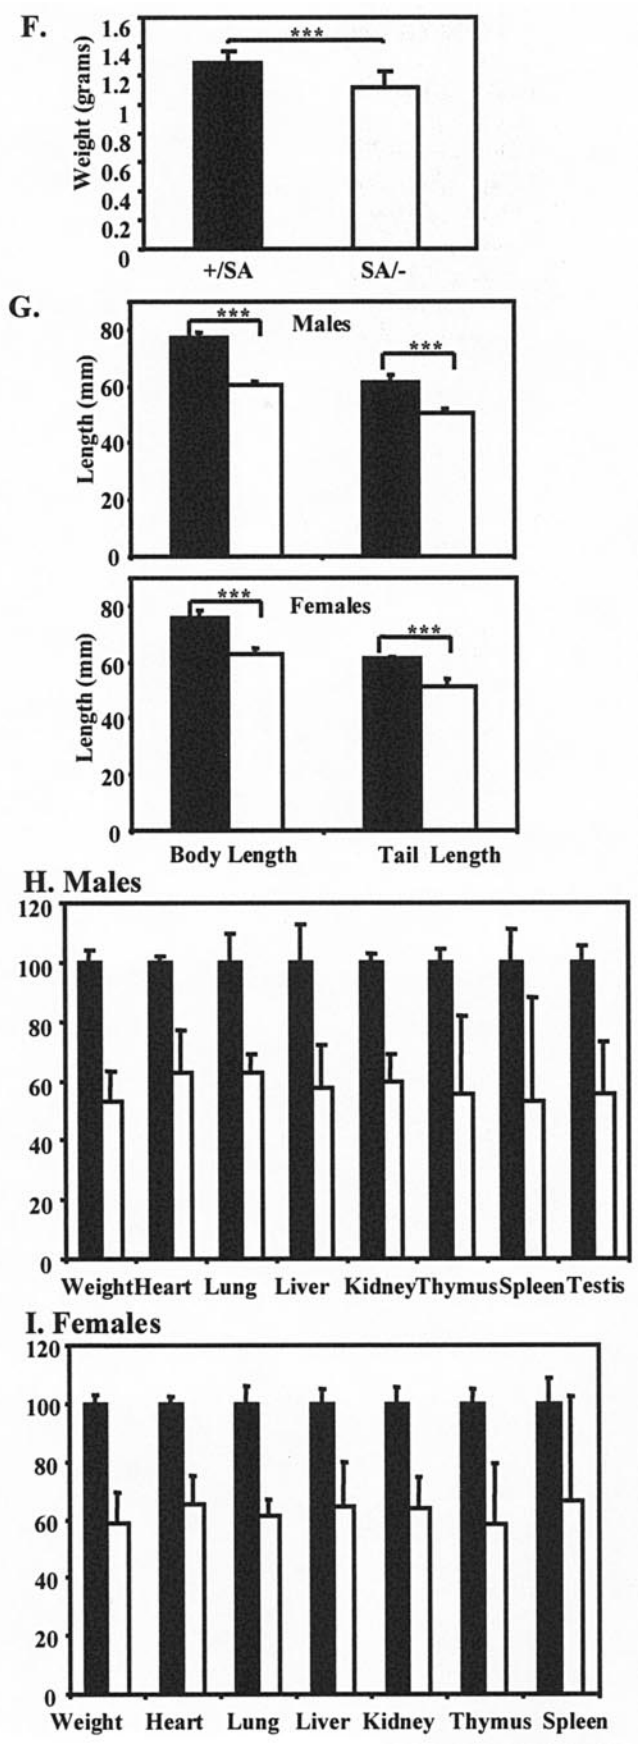 F.
Weight (grams)
1.6
1.4
1.2
1
0.8
0.6
0.4
0.2
0
***
+/SA SA/-
G.
Length (mm)
80
60
40
20
0
*** Males
***
Length (mm)
80
60
40
20
0
*** Females
***
Body Length Tail Length
H. Males
120
100
80
60
40
20
0
Weight Heart Lung Liver Kidney Thymus Spleen Testis
I. Females
120
100
80
60
40
20
0
Weight Heart Lung Liver Kidney Thymus Spleen